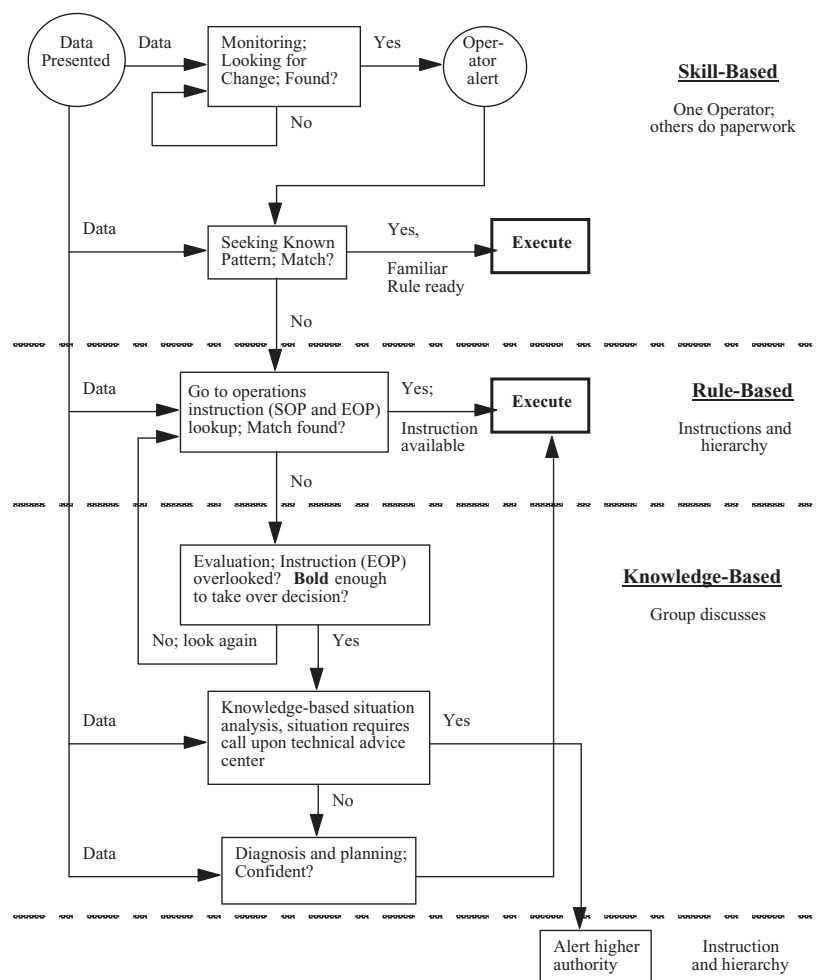 Data
Presented
Data
Monitoring;
Looking for
Change; Found?
Yes
Oper-
ator
alert
No
Skill-Based
One Operator;
others do paperwork
Data
Seeking Known
Pattern; Match?
Yes,
Familiar
Rule ready
Execute
No
Data
Go to operations
instruction (SOP and EOP)
lookup; Match found?
Yes;
Instruction
available
Execute
Rule-Based
Instructions and
hierarchy
No
Evaluation; Instruction (EOP)
overlooked? Bold enough
to take over decision?
Knowledge-Based
Group discusses
No; look again
Yes
Data
Knowledge-based situation
analysis, situation requires
call upon technical advice
center
Yes
No
Data
Diagnosis and planning;
Confident?
Alert higher
authority
Instruction
and hierarchy